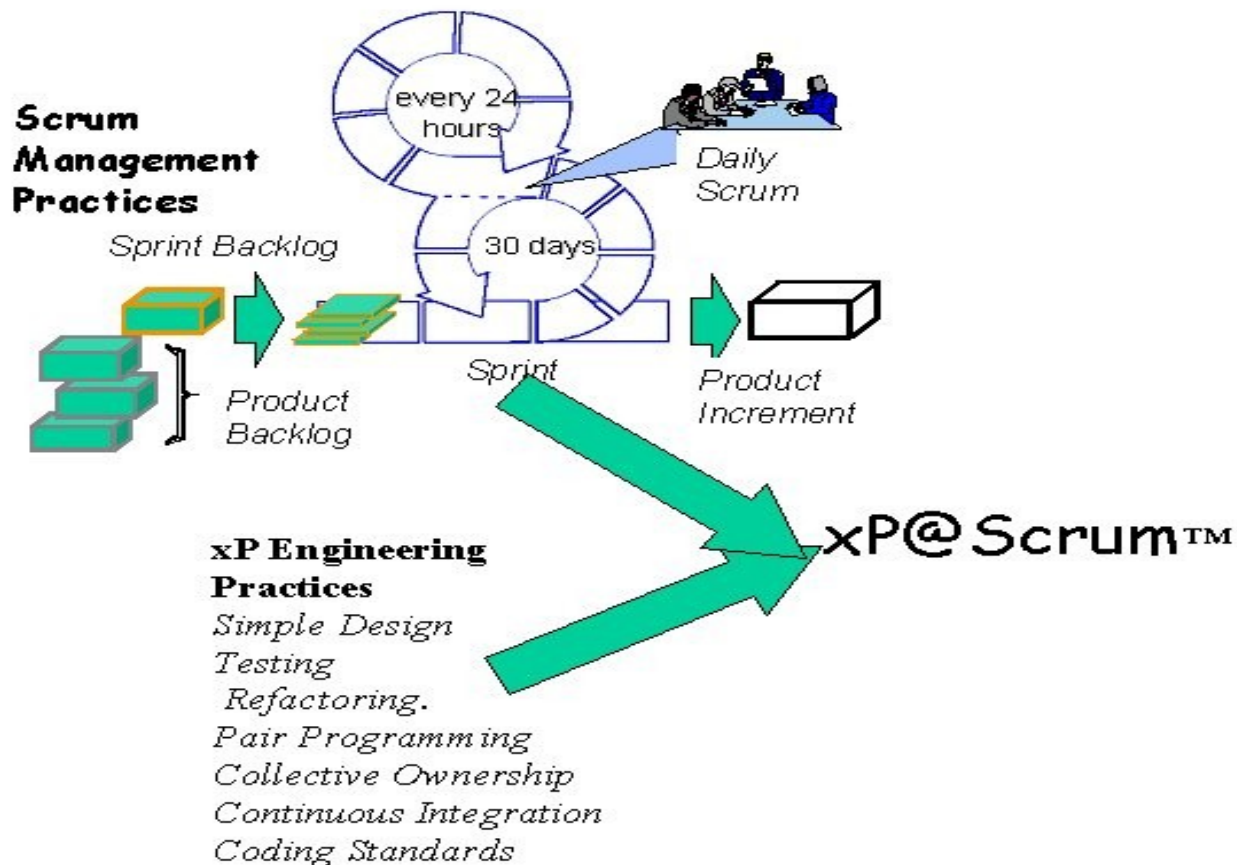 every 24
hours
Scrum
Management
Practices
Daily
Scrum
Sprint Backlog
30 days
Sprint
Product
Backlog
Product
Increment
xP@Scrum™
xP Engineering
Practices
Simple Design
Testing
Refactoring.
Pair Programming
Collective Ownership
Continuous Integration
Coding Standards